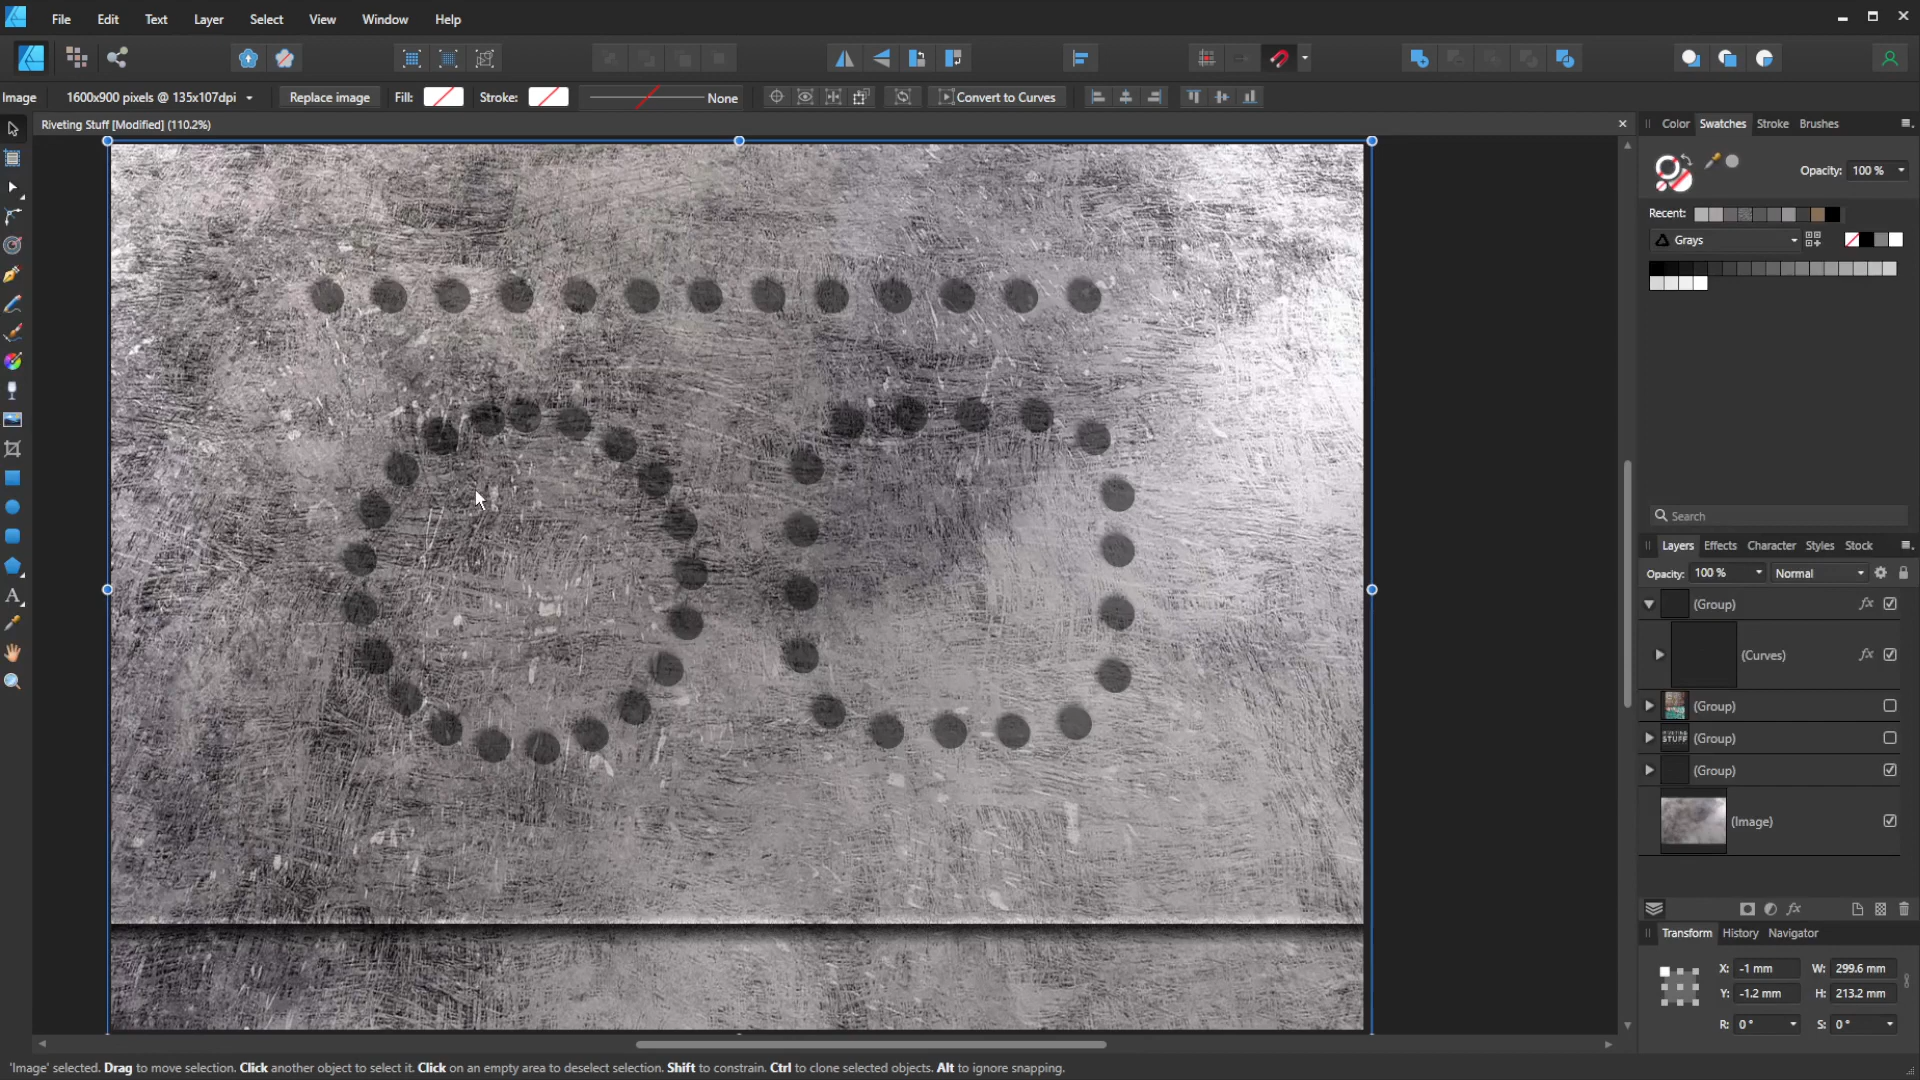 File Edit Text Layer Select View Window Help
Image 1600x900 pixels @ 135x107dpi Replace image Fill: Stroke: None Convert to Curves
Riveting Stuff [Modified] (110.2%)
Color Swatches Stroke Brushes
Opacity: 100 %
Recent:
Grays
Search
Layers Effects Character Styles Stock
Opacity: 100 % Normal
(Group) fx
(Curves) fx
(Group)
(Group)
(Group)
(Image)
fx
Transform History Navigator
X: -1 mm W: 299.6 mm
Y: -1.2 mm H: 213.2 mm
R: 0 ° S: 0 °
'Image' selected. Drag to move selection. Click another object to select it. Click on an empty area to deselect selection. Shift to constrain. Ctrl to clone selected objects. Alt to ignore snapping.